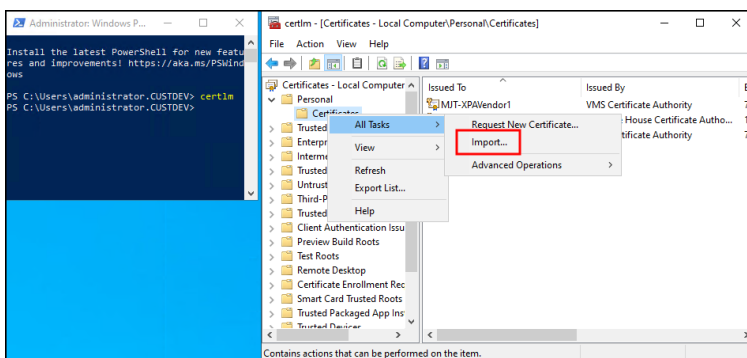 Administrator: Windows P...
Install the latest PowerShell for new featu
res and improvements! https://aka.ms/PSWind
ows
PS C:\Users\administrator.CUSTDEV> certlm
PS C:\Users\administrator.CUSTDEV>
certlm - [Certificates - Local Computer\Personal\Certificates]
File Action View Help
Certificates - Local Computer
Personal
Certificates
Trusted
Enterpr
Interme
Trusted
Untrust
Third-P
Trusted
Client Authentication Issu
Preview Build Roots
Test Roots
Remote Desktop
Certificate Enrollment Rec
Smart Card Trusted Roots
Trusted Packaged App Ins
Trusted Devices
Issued To Issued By
MJT-XPAVendor1 VMS Certificate Authority 7
House Certificate Autho... 1
tificate Authority 7
All Tasks
View
Refresh
Export List...
Help
Request New Certificate...
Import...
Advanced Operations
Contains actions that can be performed on the item.